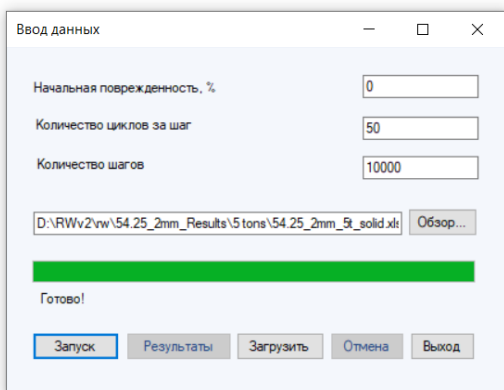 Ввод данных
Начальная поврежденность, % 0
Количество циклов за шаг 50
Количество шагов 10000
D:\RWv2\rw\54.25_2mm_Results\5 tons\54.25_2mm_5t_solid.xls Обзор...
Готово!
Запуск Результаты Загрузить Отмена Выход